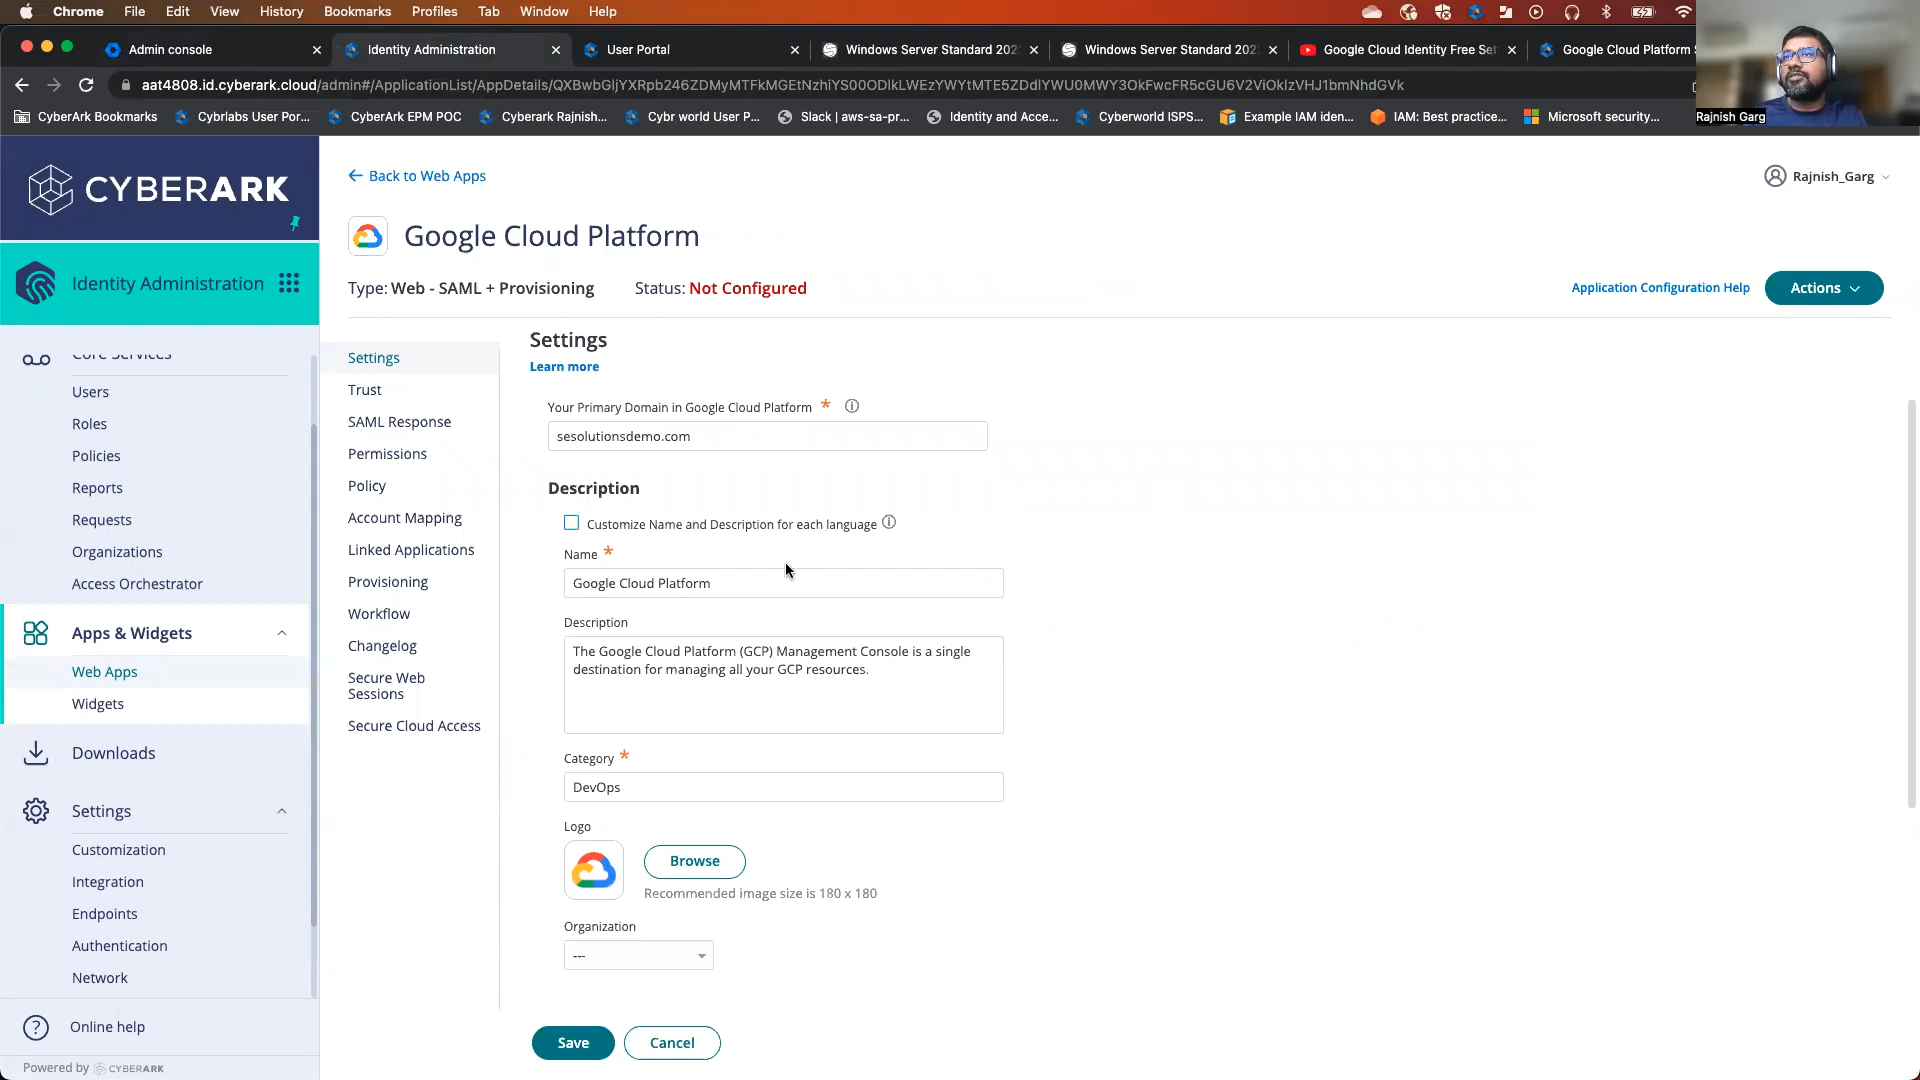 Chrome File Edit View History Bookmarks Profiles Tab Window Help
Admin console Identity Administration User Portal Windows Server Standard 202 Windows Server Standard 202 Google Cloud Identity Free Set Google Cloud Platform
aat4808.id.cyberark.cloud/admin#/ApplicationList/AppDetails/QXBwbGljYXRpb246ZDMyMTFkMGEtNzhiYS00ODlkLWEzYWYtMTE5ZDdlYWU0MWY3OkFwcFR5cGU6V2ViOklzVHJ1bmNhdGVk
CyberArk Bookmarks Cybrlabs User Por... CyberArk EPM POC Cyberark Rajnish... Cybr world User P... Slack | aws-sa-pr... Identity and Acce... Cyberworld ISPS... Example IAM iden... IAM: Best practice... Microsoft security...
Rajnish Garg
CYBERARK
Identity Administration
Core Services
Users
Roles
Policies
Reports
Requests
Organizations
Access Orchestrator
Apps & Widgets
Web Apps
Widgets
Downloads
Settings
Customization
Integration
Endpoints
Authentication
Network
Online help
Powered by CYBERARK
Back to Web Apps
Rajnish_Garg
Google Cloud Platform
Type: Web - SAML + Provisioning Status: Not Configured
Application Configuration Help
Actions
Settings
Trust
SAML Response
Permissions
Policy
Account Mapping
Linked Applications
Provisioning
Workflow
Changelog
Secure Web
Sessions
Secure Cloud Access
Settings
Learn more
Your Primary Domain in Google Cloud Platform *
sesolutionsdemo.com
Description
Customize Name and Description for each language
Name *
Google Cloud Platform
Description
The Google Cloud Platform (GCP) Management Console is a single
destination for managing all your GCP resources.
Category *
DevOps
Logo
Browse
Recommended image size is 180 x 180
Organization
---
Save
Cancel